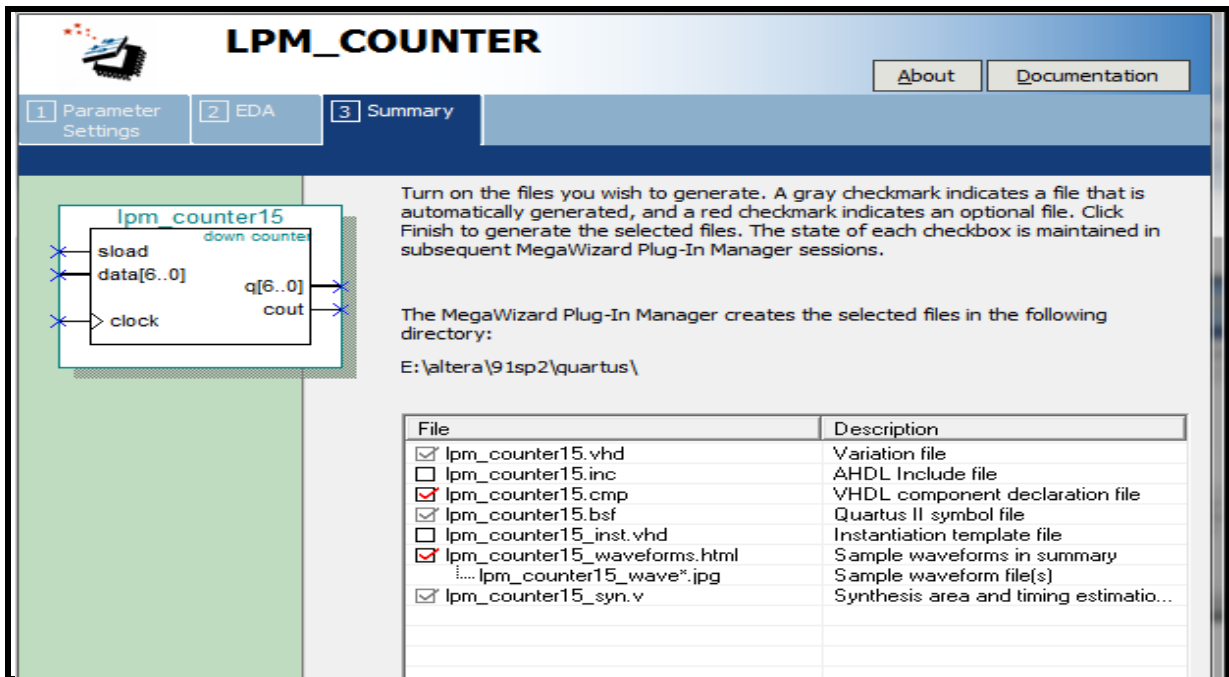 LPM_COUNTER
About
Documentation
1 Parameter Settings
2 EDA
3 Summary
lpm_counter15
down counter
sload
data[6..0]
clock
q[6..0]
cout
Turn on the files you wish to generate. A gray checkmark indicates a file that is
automatically generated, and a red checkmark indicates an optional file. Click
Finish to generate the selected files. The state of each checkbox is maintained in
subsequent MegaWizard Plug-In Manager sessions.
The MegaWizard Plug-In Manager creates the selected files in the following
directory:
E:\altera\91sp2\quartus\
File Description
lpm_counter15.vhd Variation file
lpm_counter15.inc AHDL Include file
lpm_counter15.cmp VHDL component declaration file
lpm_counter15.bsf Quartus II symbol file
lpm_counter15_inst.vhd Instantiation template file
lpm_counter15_waveforms.html Sample waveforms in summary
lpm_counter15_wave*.jpg Sample waveform file(s)
lpm_counter15_syn.v Synthesis area and timing estimatio...